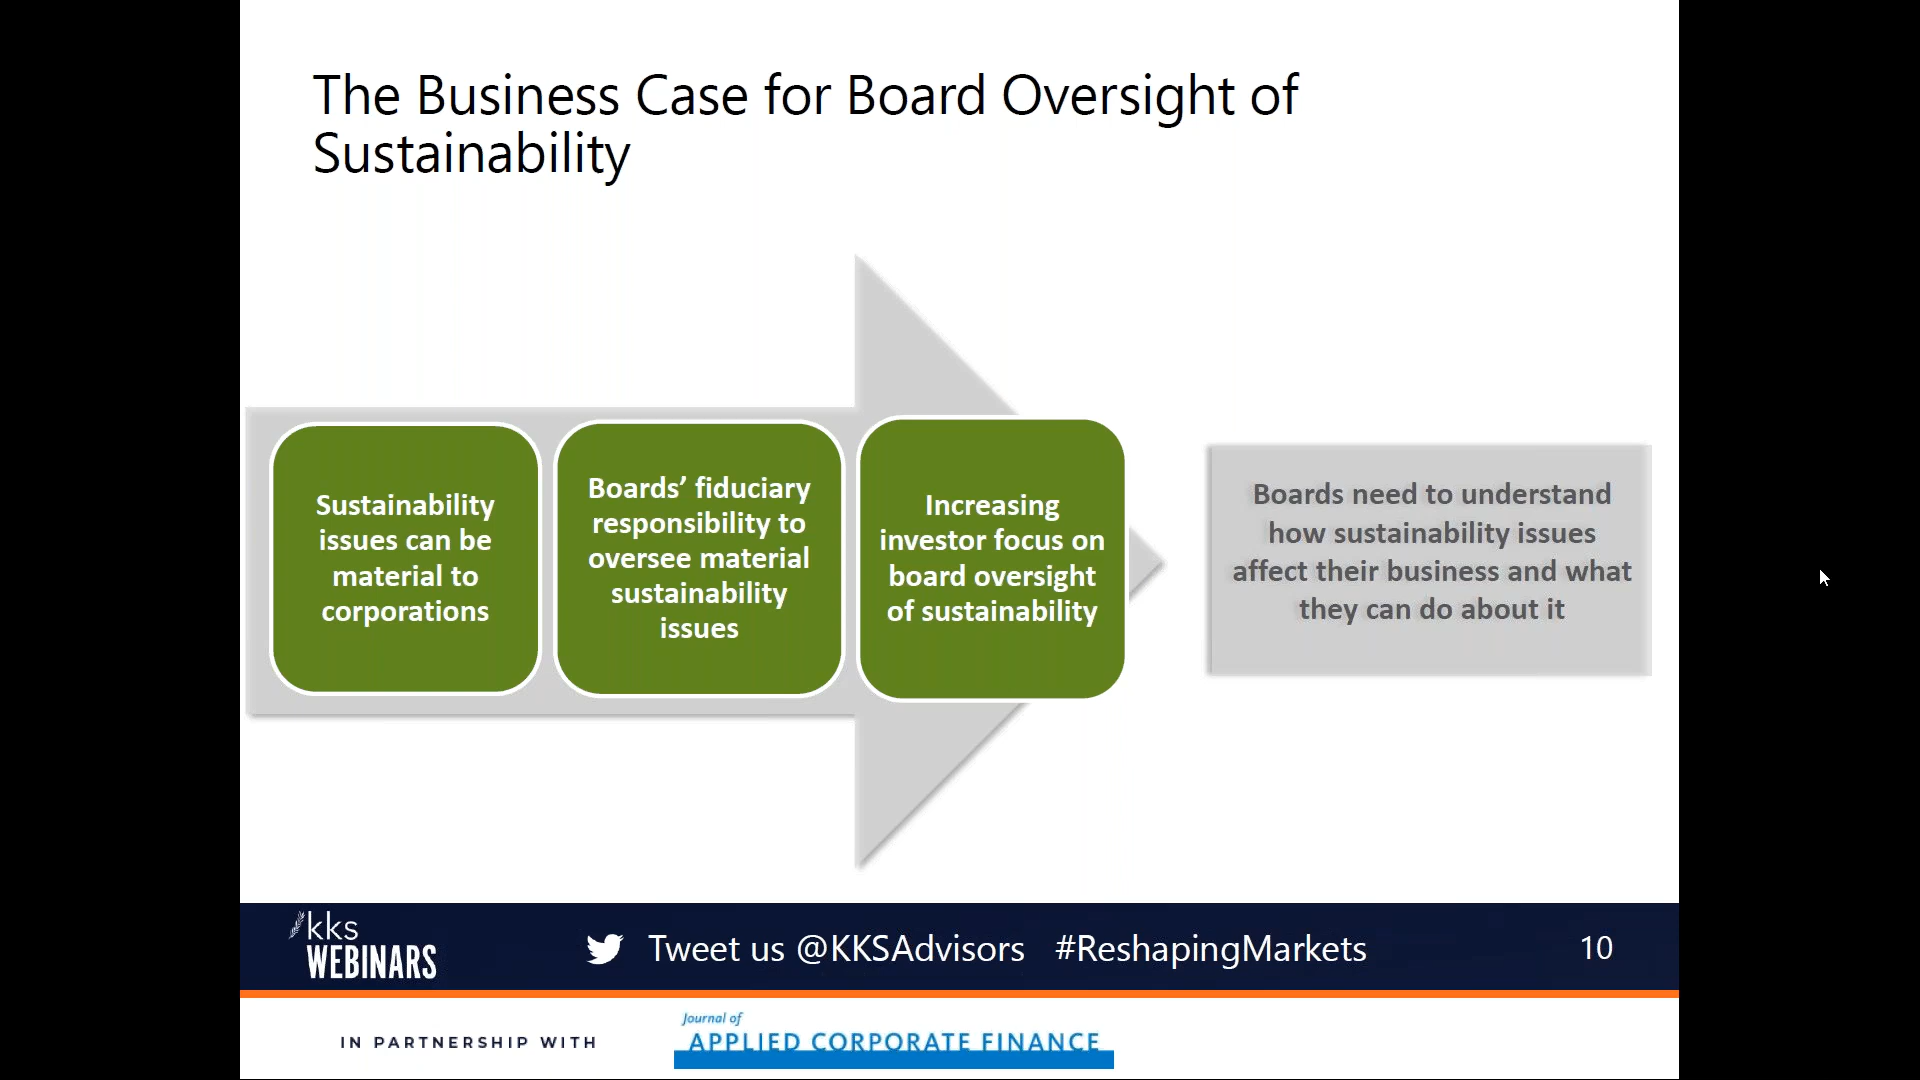 The Business Case for Board Oversight of
Sustainability
Sustainability
issues can be
material to
corporations
Boards’ fiduciary
responsibility to
oversee material
sustainability
issues
Increasing
investor focus on
board oversight
of sustainability
Boards need to understand
how sustainability issues
affect their business and what
they can do about it
kks
WEBINARS
Tweet us @KKSAdvisors #ReshapingMarkets
10
IN PARTNERSHIP WITH
Journal of
APPLIED CORPORATE FINANCE